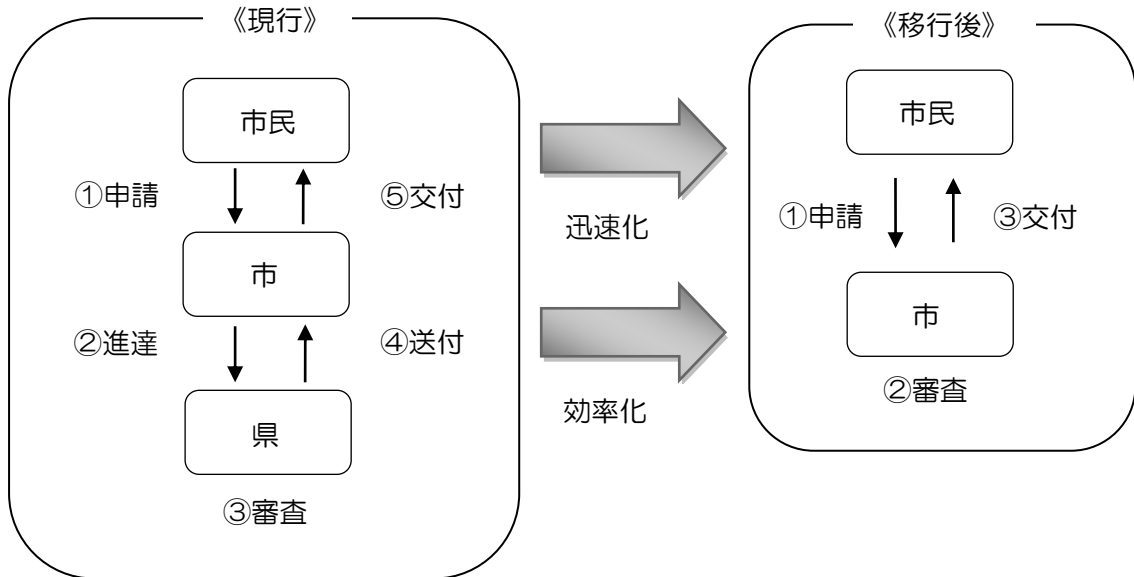 《現行》
市民
①申請
⑤交付
市
②進達
④送付
県
③審査
迅速化
効率化
《移行後》
市民
①申請
③交付
市
②審査